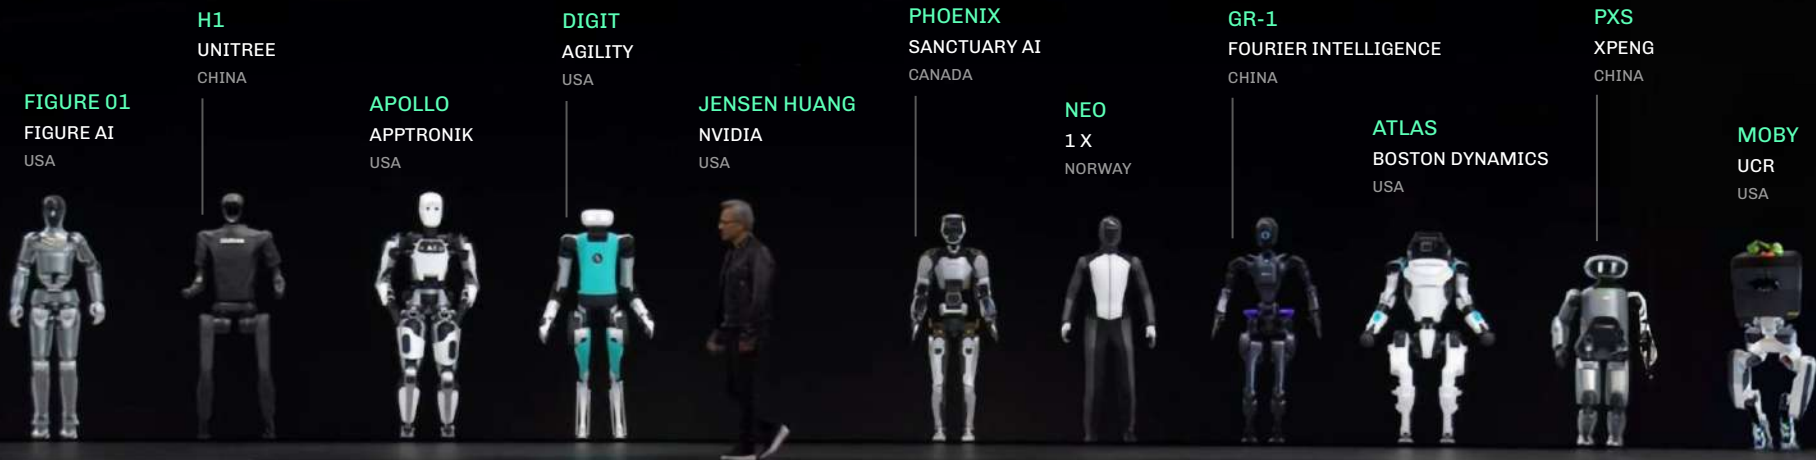 FIGURE 01
FIGURE AI
USA
H1
UNITREE
CHINA
APOLLO
APPTRONIK
USA
DIGIT
AGILITY
USA
JENSEN HUANG
NVIDIA
USA
PHOENIX
SANCTUARY AI
CANADA
NEO
1 X
NORWAY
GR-1
FOURIER INTELLIGENCE
CHINA
ATLAS
BOSTON DYNAMICS
USA
PXS
XPENG
CHINA
MOBY
UCR
USA